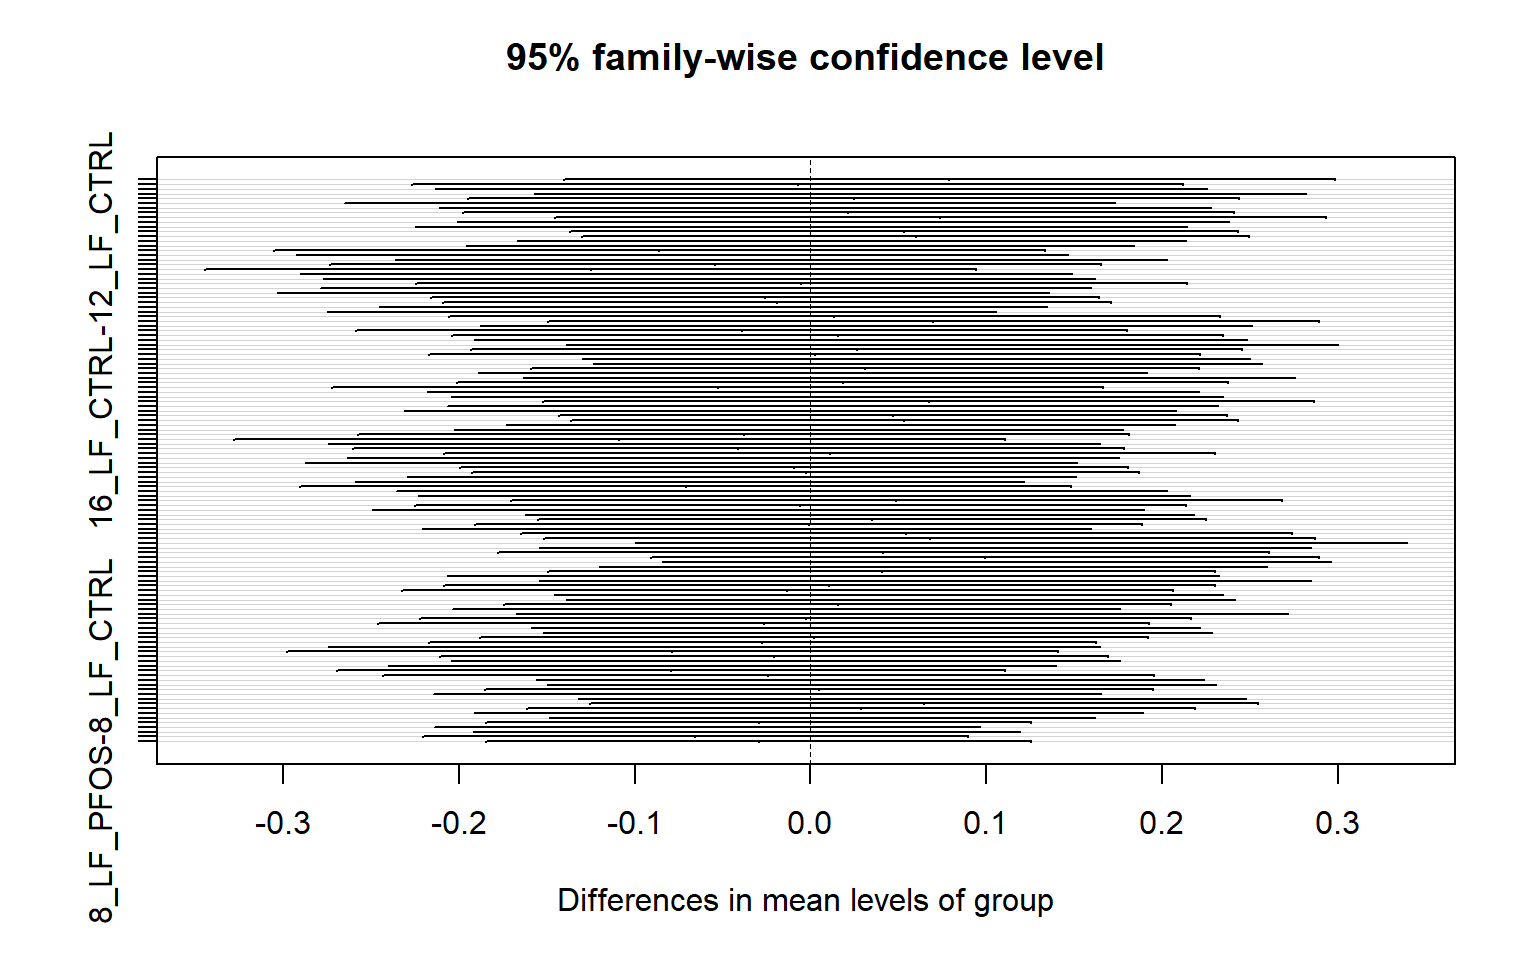 95% family-wise confidence level
16_LF_CTRL-12_LF_CTRL
8_LF_PFOS-8_LF_CTRL
-0.3 -0.2 -0.1 0.0 0.1 0.2 0.3
Differences in mean levels of group